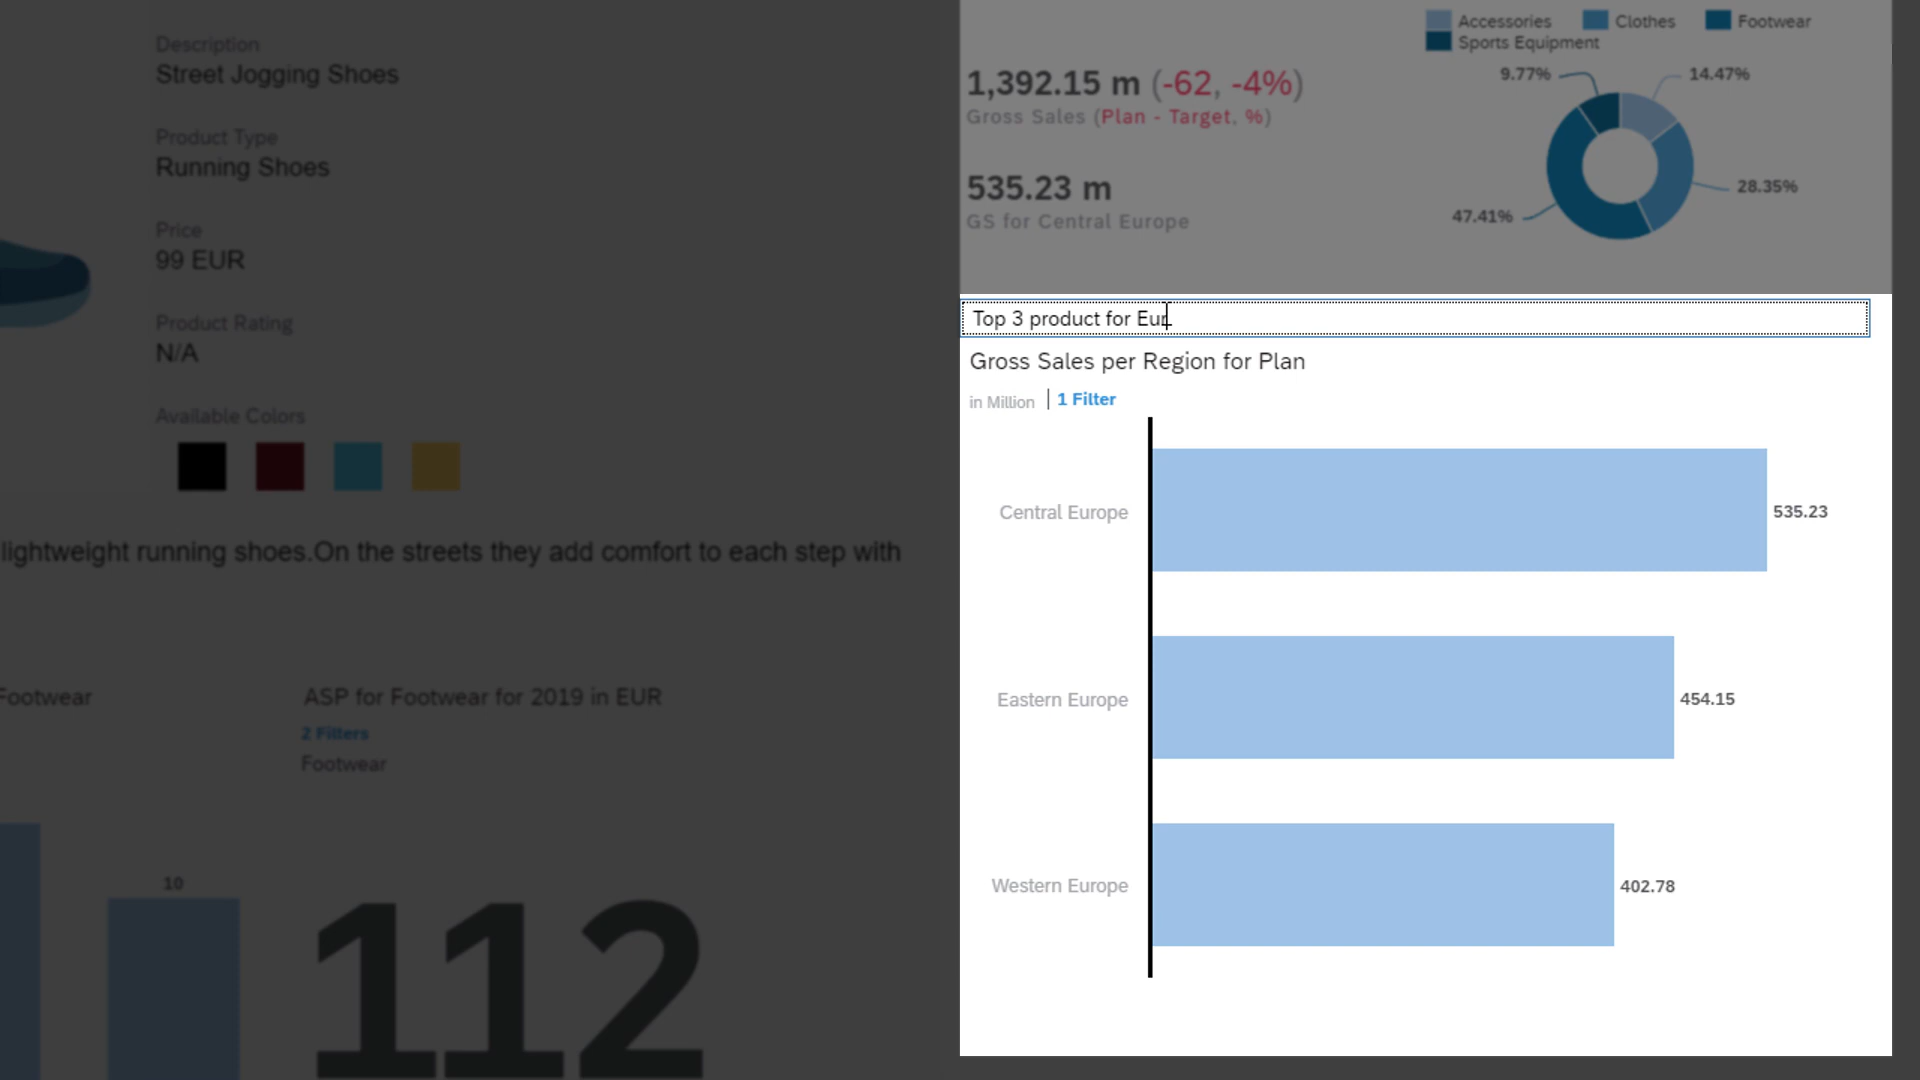 Description
Street Jogging Shoes
Product Type
Running Shoes
Price
99 EUR
Product Rating
N/A
Available Colors
lightweight running shoes.On the streets they add comfort to each step with
Footwear
ASP for Footwear for 2019 in EUR
2 Filters
Footwear
10
112
Accessories Clothes Footwear
Sports Equipment
1,392.15 m (-62, -4%)
Gross Sales (Plan - Target, %)
535.23 m
GS for Central Europe
9.77% 14.47%
28.35%
47.41%
Top 3 product for Eur
Gross Sales per Region for Plan
in Million | 1 Filter
Central Europe 535.23
Eastern Europe 454.15
Western Europe 402.78